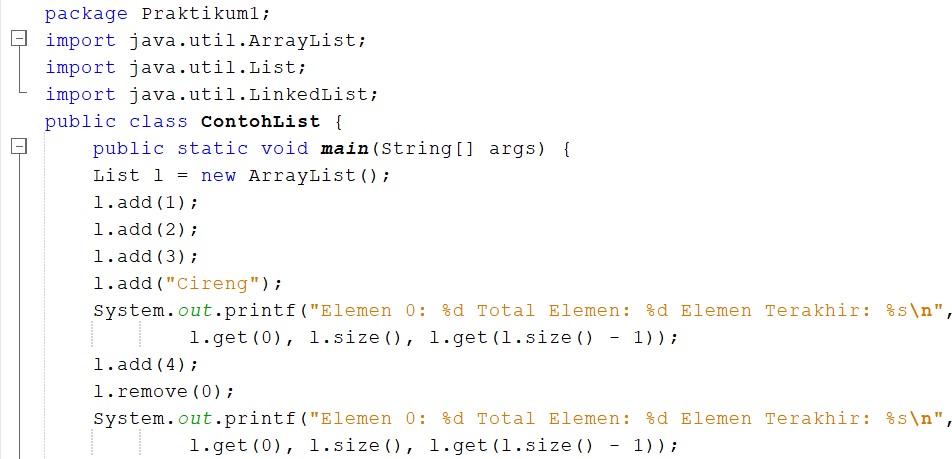 package Praktikum1;
import java.util.ArrayList;
import java.util.List;
import java.util.LinkedList;
public class ContohList {
    public static void main(String[] args) {
    List l = new ArrayList();
    l.add(1);
    l.add(2);
    l.add(3);
    l.add("Cireng");
    System.out.printf("Elemen 0: %d Total Elemen: %d Elemen Terakhir: %s\n",
            l.get(0), l.size(), l.get(l.size() - 1));
    l.add(4);
    l.remove(0);
    System.out.printf("Elemen 0: %d Total Elemen: %d Elemen Terakhir: %s\n",
            l.get(0), l.size(), l.get(l.size() - 1));